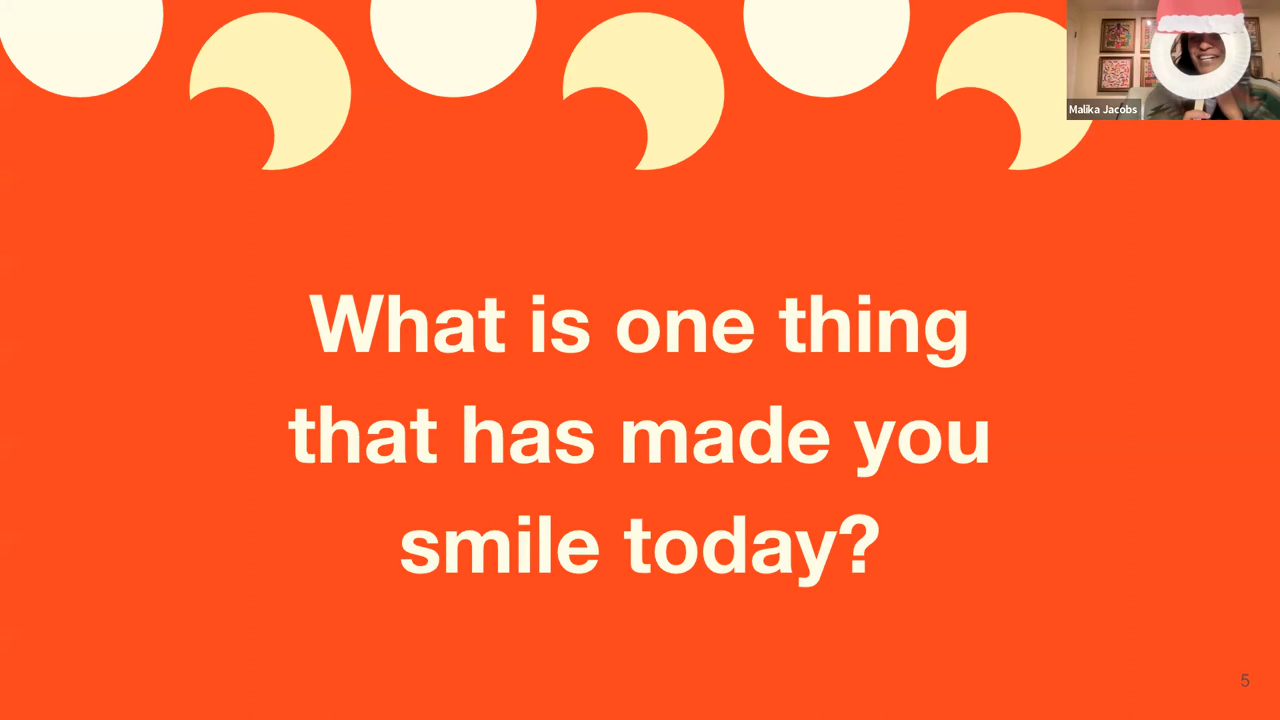 Malika Jacobs
What is one thing
that has made you
smile today?
5